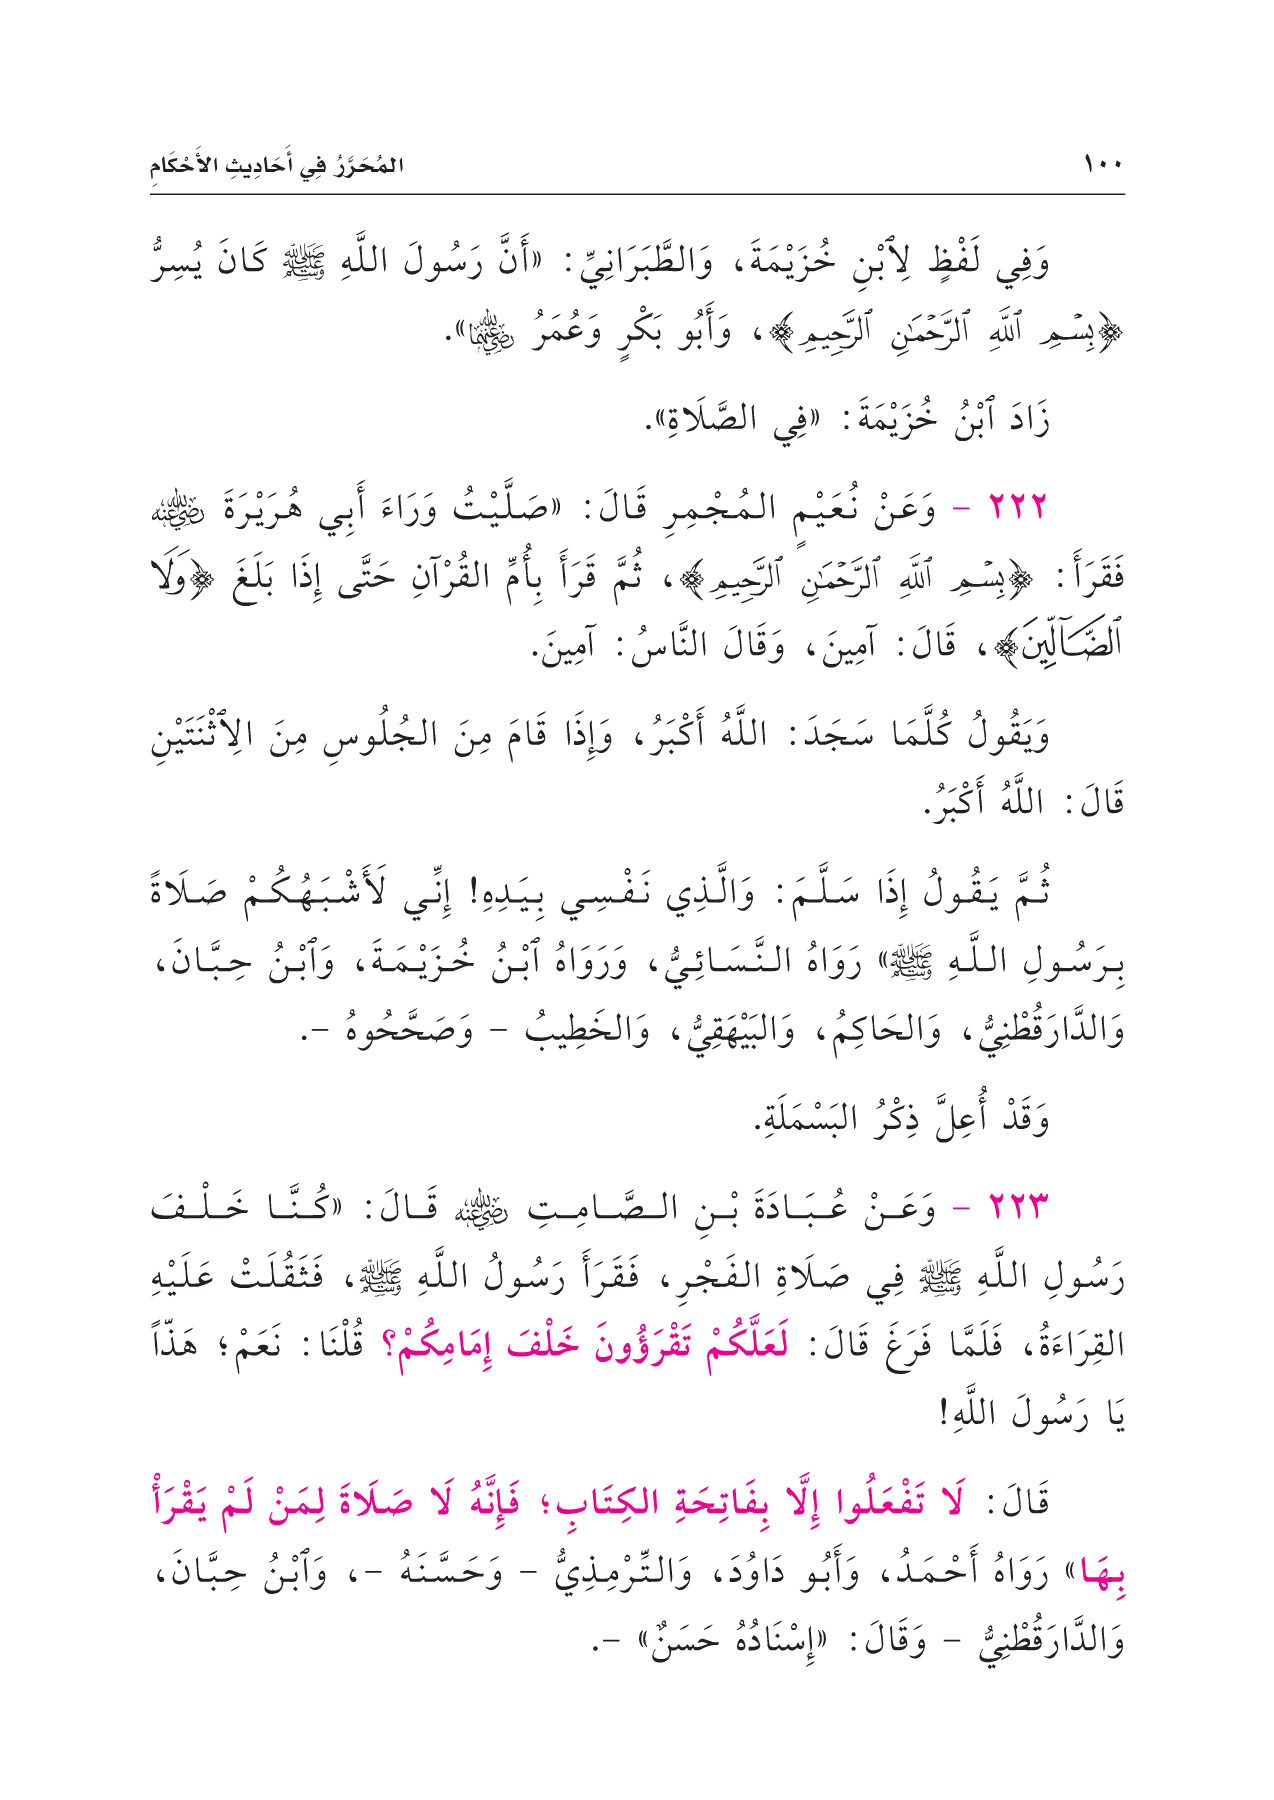 ١٠٠ المُحَرَّرُ فِي أَحَادِيثِ الأَحْكَامِ
وَفِي لَفْظٍ لِٱبْنِ خُزَيْمَةَ، وَالطَّبَرَانِيِّ: «أَنَّ رَسُولَ اللَّهِ ﷺ كَانَ يُسِرُّ
﴿بِسْمِ ٱللَّهِ ٱلرَّحْمَٰنِ ٱلرَّحِيمِ﴾، وَأَبُو بَكْرٍ وَعُمَرُ رضي الله عنهما».
زَادَ ٱبْنُ خُزَيْمَةَ: «فِي الصَّلَاةِ».
٢٢٢ - وَعَنْ نُعَيْمٍ المُجْمِرِ قَالَ: «صَلَّيْتُ وَرَاءَ أَبِي هُرَيْرَةَ رضي الله عنه
فَقَرَأَ: ﴿بِسْمِ ٱللَّهِ ٱلرَّحْمَٰنِ ٱلرَّحِيمِ﴾، ثُمَّ قَرَأَ بِأُمِّ القُرْآنِ حَتَّى إِذَا بَلَغَ ﴿وَلَا
ٱلضَّآلِّينَ﴾، قَالَ: آمِينَ، وَقَالَ النَّاسُ: آمِينَ.
وَيَقُولُ كُلَّمَا سَجَدَ: اللَّهُ أَكْبَرُ، وَإِذَا قَامَ مِنَ الجُلُوسِ مِنَ الِٱثْنَتَيْنِ
قَالَ: اللَّهُ أَكْبَرُ.
ثُمَّ يَقُولُ إِذَا سَلَّمَ: وَالَّذِي نَفْسِي بِيَدِهِ! إِنِّي لَأَشْبَهُكُمْ صَلَاةً
بِرَسُولِ اللَّهِ ﷺ» رَوَاهُ النَّسَائِيُّ، وَرَوَاهُ ٱبْنُ خُزَيْمَةَ، وَٱبْنُ حِبَّانَ،
وَالدَّارَقُطْنِيُّ، وَالحَاكِمُ، وَالبَيْهَقِيُّ، وَالخَطِيبُ - وَصَحَّحُوهُ -.
وَقَدْ أُعِلَّ ذِكْرُ البَسْمَلَةِ.
٢٢٣ - وَعَنْ عُبَادَةَ بْنِ الصَّامِتِ رضي الله عنه قَالَ: «كُنَّا خَلْفَ
رَسُولِ اللَّهِ ﷺ فِي صَلَاةِ الفَجْرِ، فَقَرَأَ رَسُولُ اللَّهِ ﷺ، فَثَقُلَتْ عَلَيْهِ
القِرَاءَةُ، فَلَمَّا فَرَغَ قَالَ: لَعَلَّكُمْ تَقْرَؤُونَ خَلْفَ إِمَامِكُمْ؟ قُلْنَا: نَعَمْ؛ هَذّاً
يَا رَسُولَ اللَّهِ!
قَالَ: لَا تَفْعَلُوا إِلَّا بِفَاتِحَةِ الكِتَابِ؛ فَإِنَّهُ لَا صَلَاةَ لِمَنْ لَمْ يَقْرَأْ
بِهَا» رَوَاهُ أَحْمَدُ، وَأَبُو دَاوُدَ، وَالتِّرْمِذِيُّ - وَحَسَّنَهُ -، وَٱبْنُ حِبَّانَ،
وَالدَّارَقُطْنِيُّ - وَقَالَ: «إِسْنَادُهُ حَسَنٌ» -.